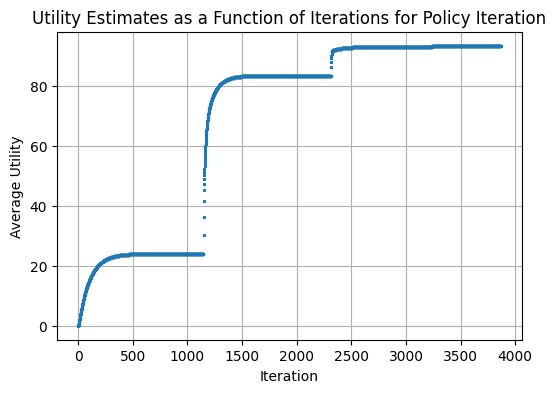 Utility Estimates as a Function of Iterations for Policy Iteration
Average Utility
80
60
40
20
0
0 500 1000 1500 2000 2500 3000 3500 4000
Iteration